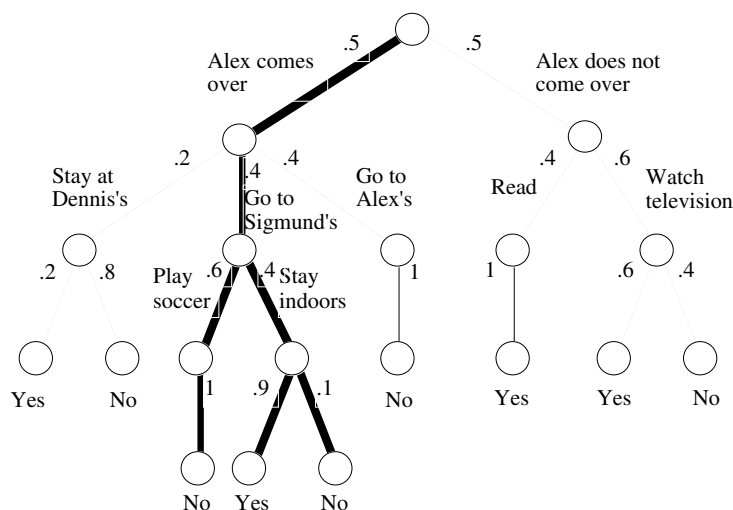 .5 .5
Alex comes
over
Alex does not
come over
.2 .4 .4
.4 .6
Stay at
Dennis's
Go to
Sigmund's
Go to
Alex's
Read
Watch
television
.2 .8
.6 .4
1
1
.6 .4
Play
soccer
Stay
indoors
Yes
No
1
.9 .1
No
Yes
Yes
No
No
Yes
No